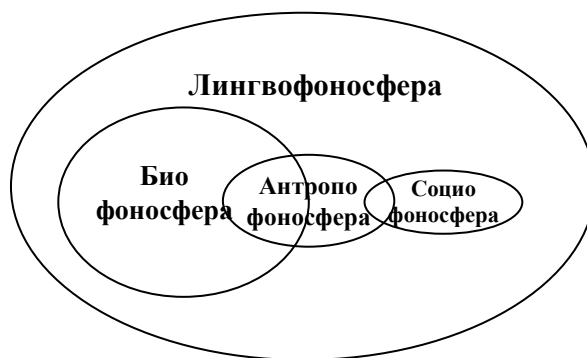 Лингвофоносфера
Био
фоносфера
Антропо
фоносфера
Социо
фоносфера